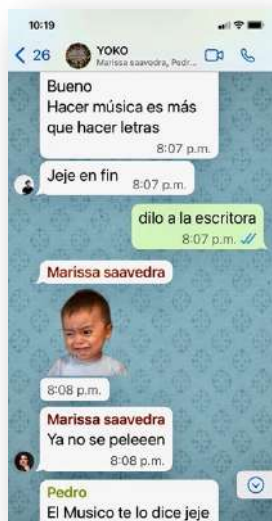 10:19
26
YOKO
Marissa saavedra, Pedr...
Bueno
Hacer música es más
que hacer letras
8:07 p.m.
Jeje en fin
8:07 p.m.
dilo a la escritora
8:07 p.m.
Marissa saavedra
8:08 p.m.
Marissa saavedra
Ya no se peleeen
8:08 p.m.
Pedro
El Musico te lo dice jeje